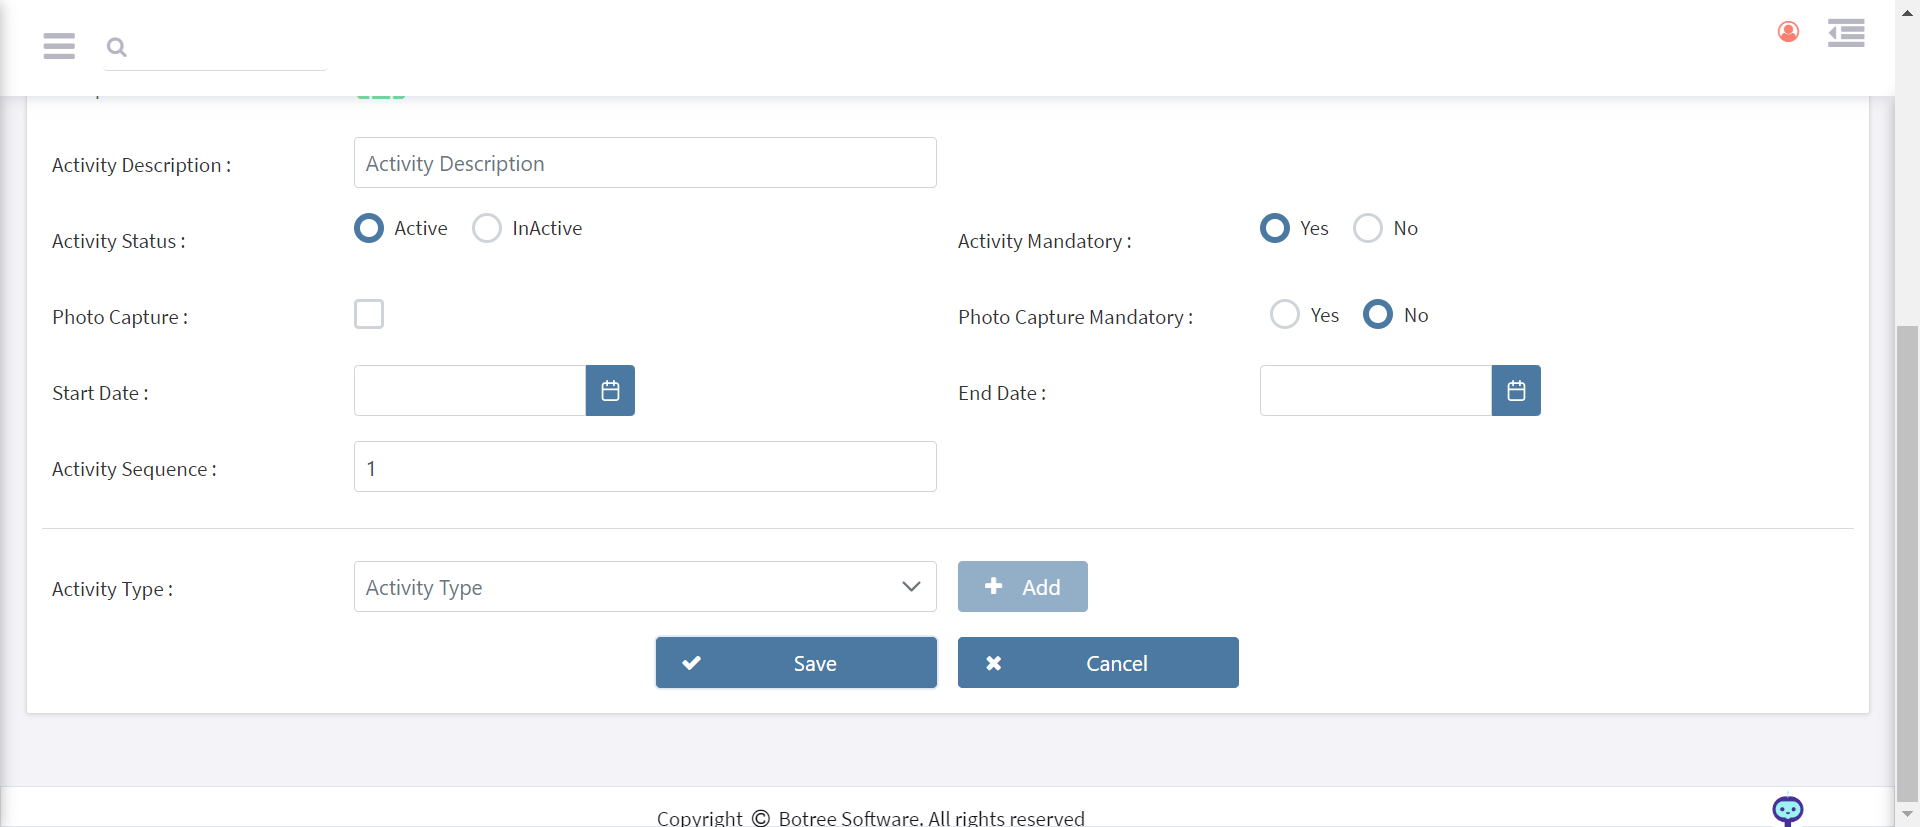 Activity Description :
Activity Description
Activity Status :
Active
InActive
Activity Mandatory :
Yes
No
Photo Capture :
Photo Capture Mandatory :
Yes
No
Start Date :
End Date :
Activity Sequence :
1
Activity Type :
Activity Type
Add
Save
Cancel
Copyright © Botree Software. All rights reserved